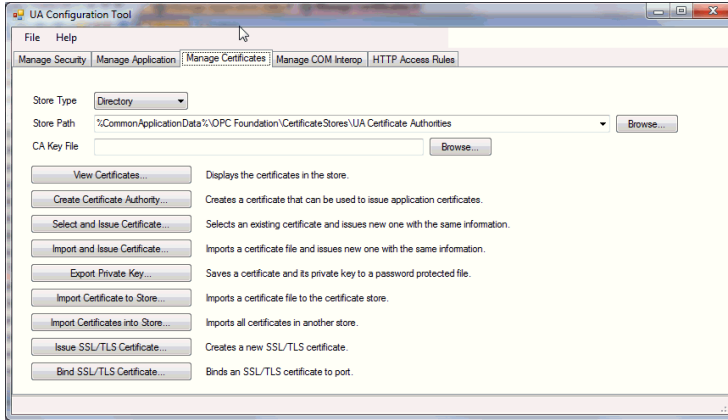 UA Configuration Tool
File Help
Manage Security Manage Application Manage Certificates Manage COM Interop HTTP Access Rules
Store Type Directory
Store Path %CommonApplicationData%\OPC Foundation\CertificateStores\UA Certificate Authorities Browse...
CA Key File Browse...
View Certificates... Displays the certificates in the store.
Create Certificate Authority... Creates a certificate that can be used to issue application certificates.
Select and Issue Certificate... Selects an existing certificate and issues new one with the same information.
Import and Issue Certificate... Imports a certificate file and issues new one with the same information.
Export Private Key... Saves a certificate and its private key to a password protected file.
Import Certificate to Store... Imports a certificate file to the certificate store.
Import Certificates into Store... Imports all certificates in another store.
Issue SSL/TLS Certificate... Creates a new SSL/TLS certificate.
Bind SSL/TLS Certificate... Binds an SSL/TLS certificate to port.